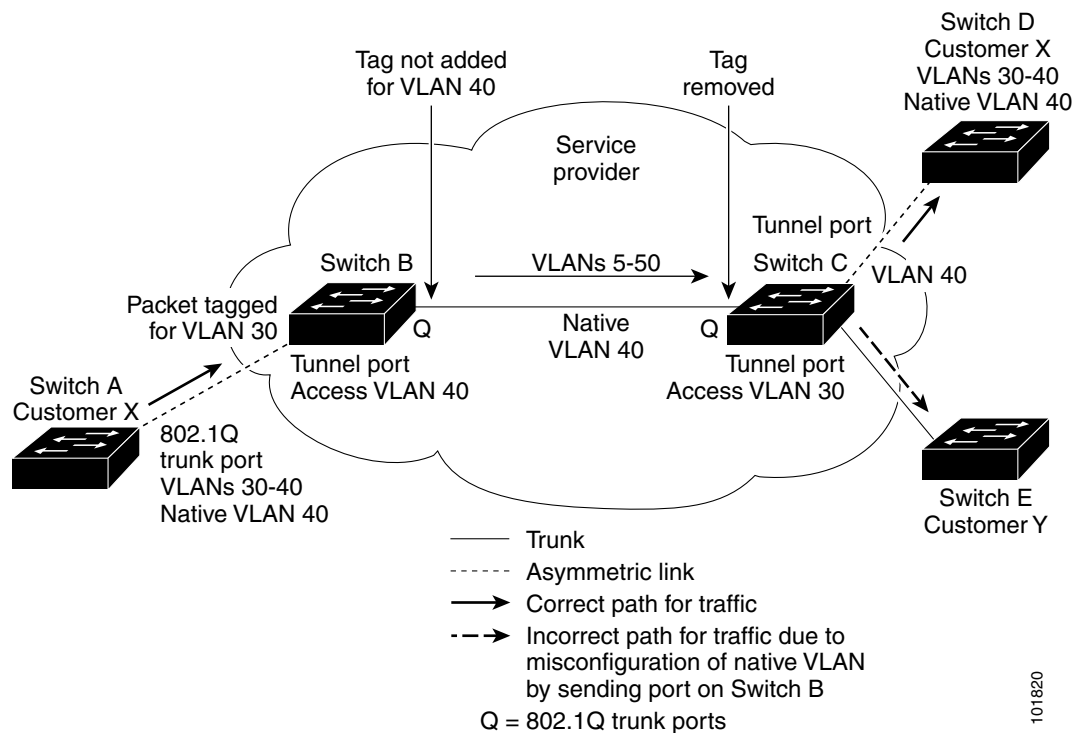 Switch D
Customer X
VLANs 30-40
Native VLAN 40
Tag not added
for VLAN 40
Tag
removed
Service
provider
Tunnel port
Switch B
VLANs 5-50
Switch C
VLAN 40
Packet tagged
for VLAN 30
Q
Native
VLAN 40
Q
Tunnel port
Access VLAN 40
Tunnel port
Access VLAN 30
Switch A
Customer X
802.1Q
trunk port
VLANs 30-40
Native VLAN 40
Switch E
Customer Y
Trunk
Asymmetric link
Correct path for traffic
Incorrect path for traffic due to
misconfiguration of native VLAN
by sending port on Switch B
Q = 802.1Q trunk ports
101820